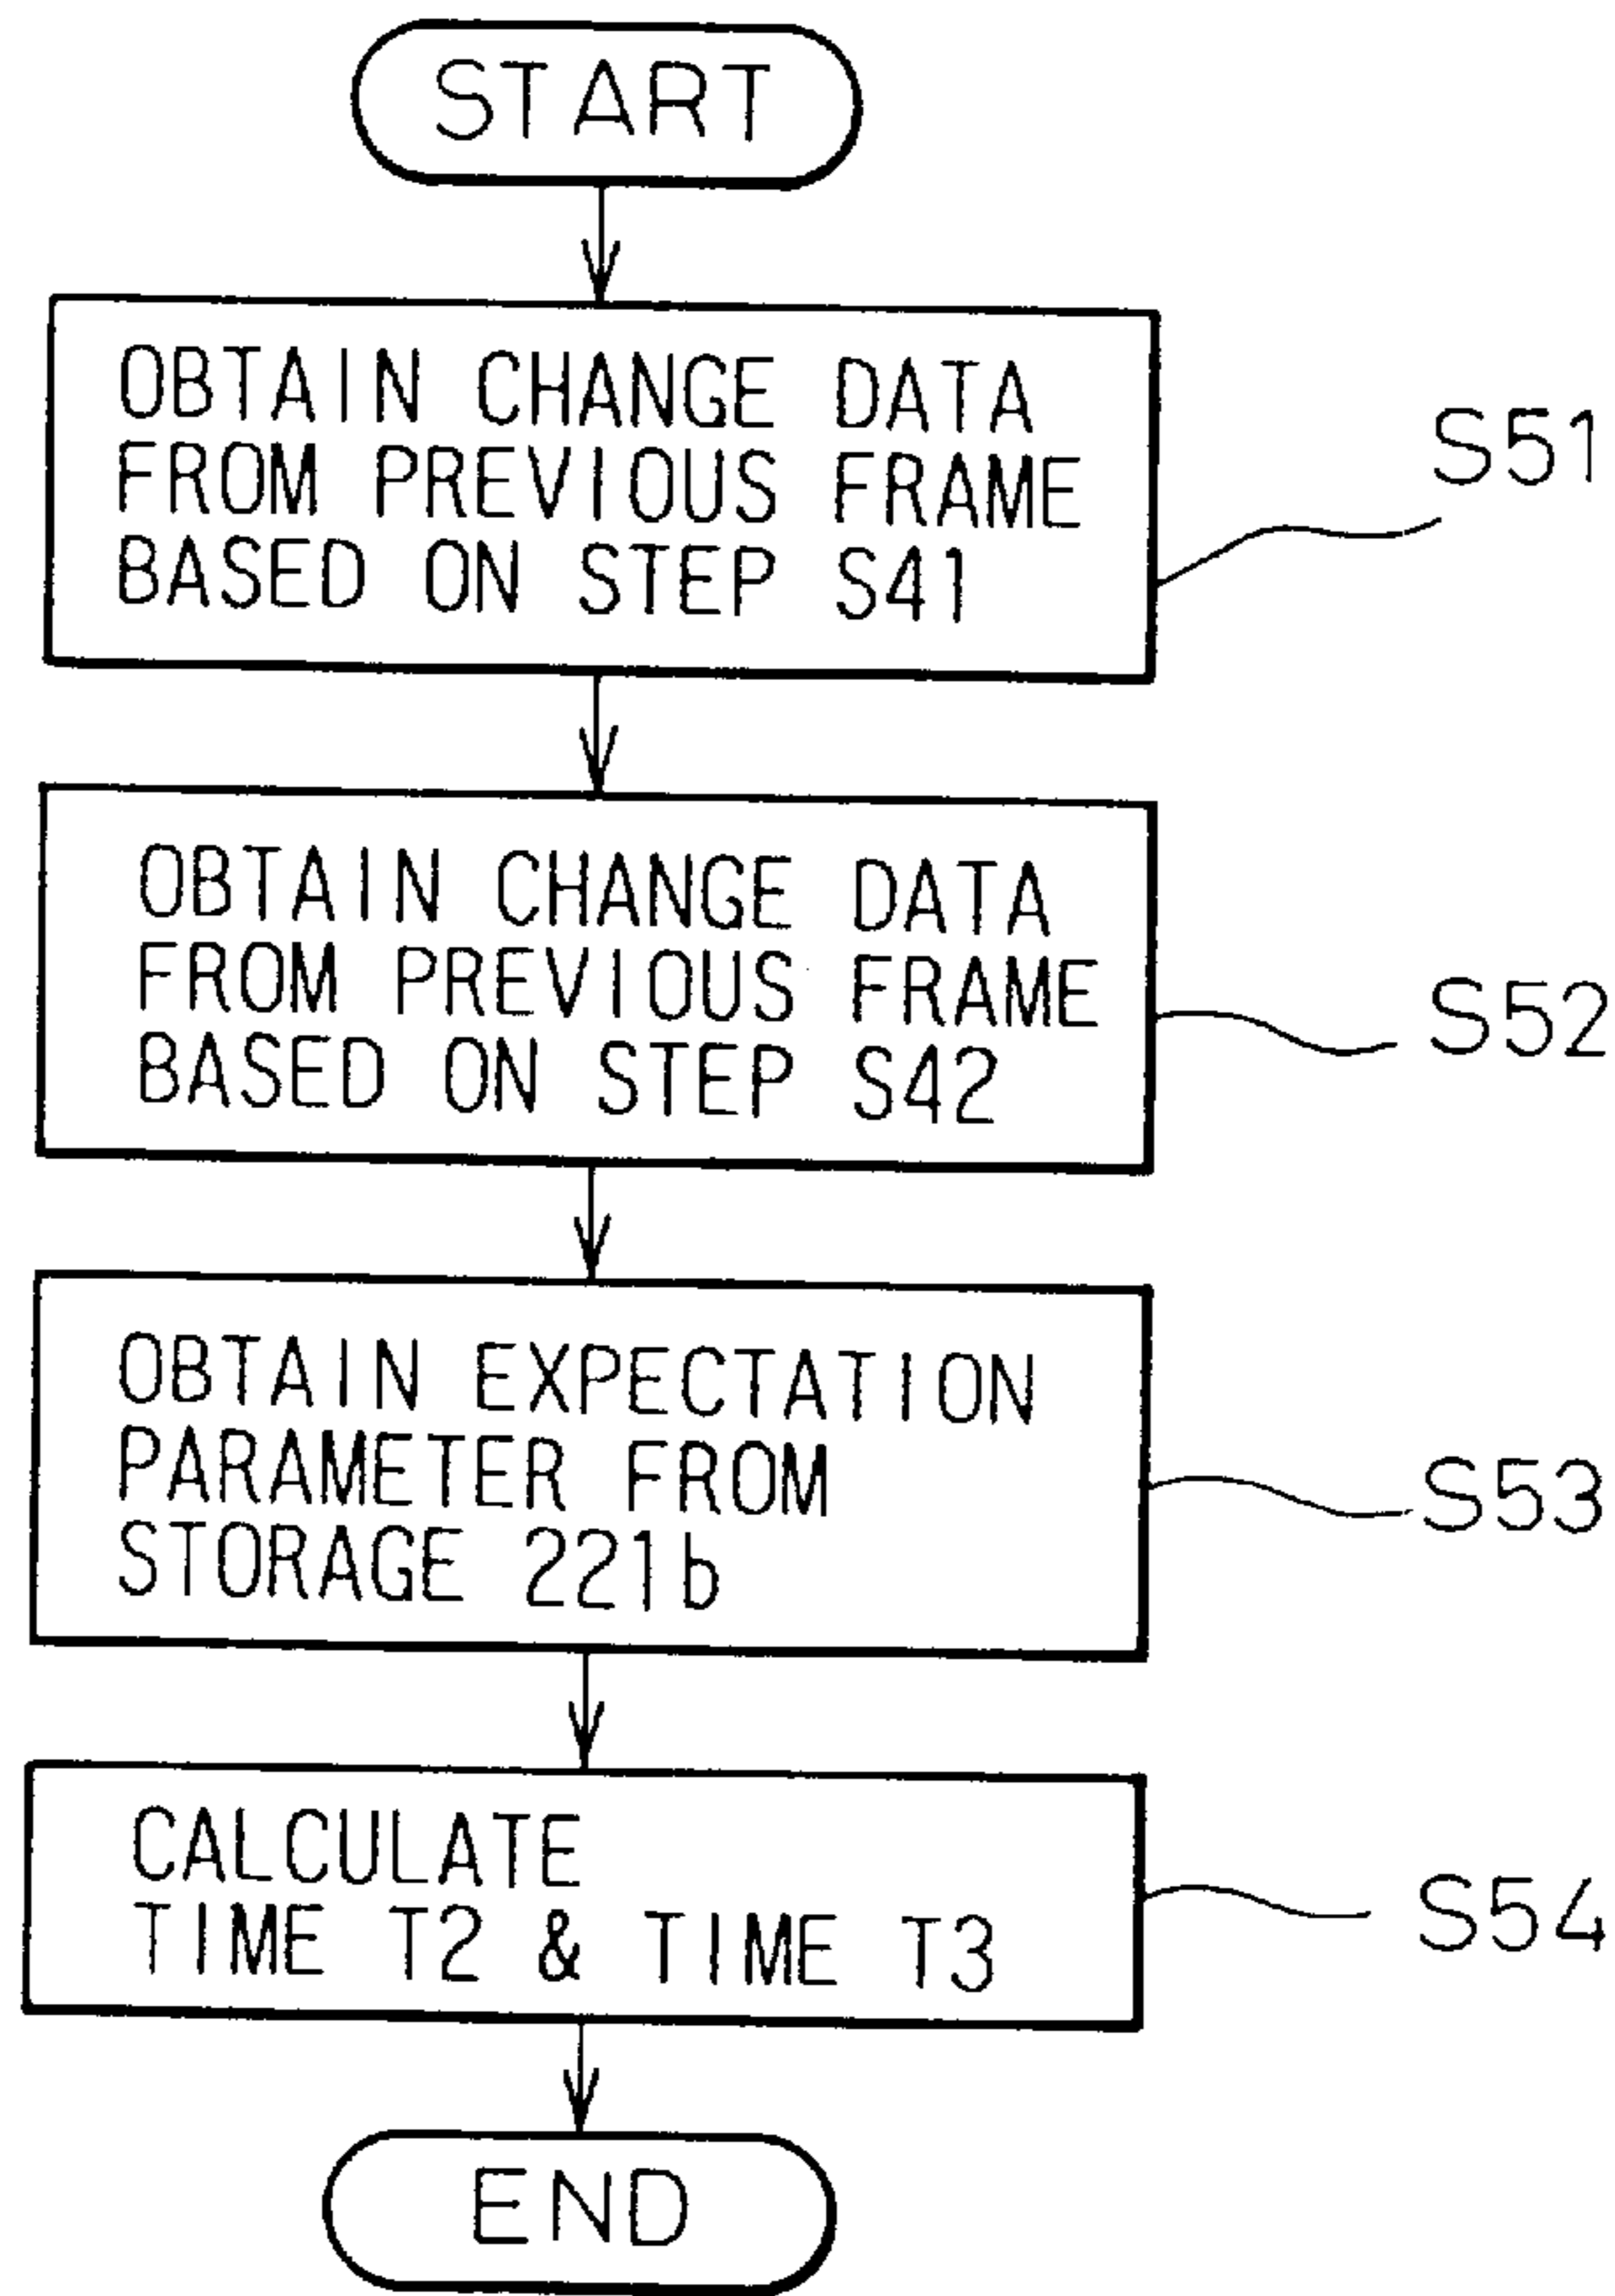 START
OBTAIN CHANGE DATA
FROM PREVIOUS FRAME
BASED ON STEP S41
S51
OBTAIN CHANGE DATA
FROM PREVIOUS FRAME
BASED ON STEP S42
S52
OBTAIN EXPECTATION
PARAMETER FROM
STORAGE 221b
S53
CALCULATE
TIME T2 & TIME T3
S54
END